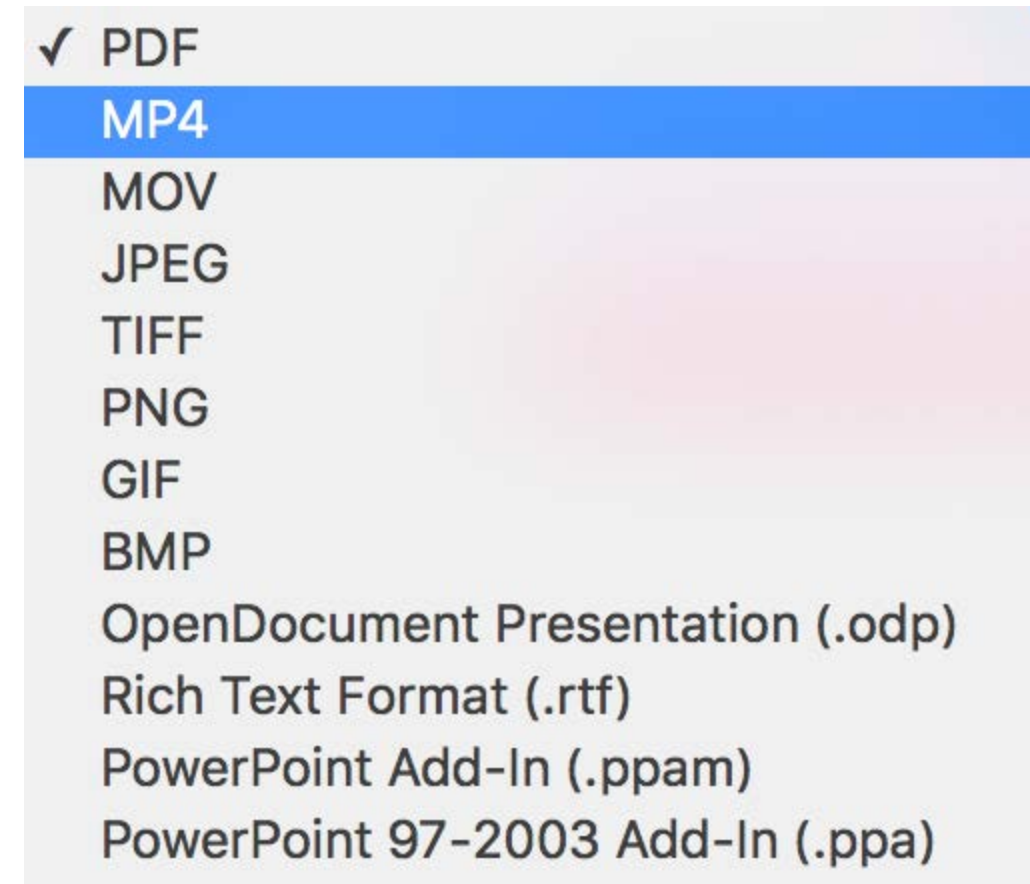 ✓ PDF
MP4
MOV
JPEG
TIFF
PNG
GIF
BMP
OpenDocument Presentation (.odp)
Rich Text Format (.rtf)
PowerPoint Add-In (.ppam)
PowerPoint 97-2003 Add-In (.ppa)